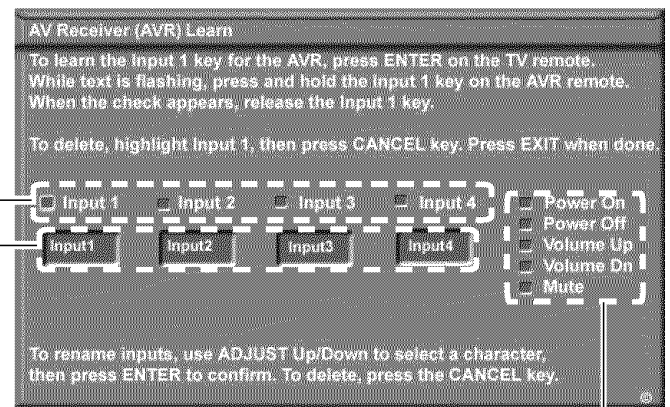 AV Receiver (AVR) Learn
To learn the Input 1 key for the AVR, press ENTER on the TV remote.
While text is flashing, press and hold the Input 1 key on the AVR remote.
When the check appears, release the Input 1 key.
To delete, highlight Input 1, then press CANCEL key. Press EXIT when done.
Input 1 Input 2 Input 3 Input 4
Input1 Input2 Input3 Input4
Power On
Power Off
Volume Up
Volume Dn
Mute
To rename inputs, use ADJUST Up/Down to select a character,
then press ENTER to confirm. To delete, press the CANCEL key.